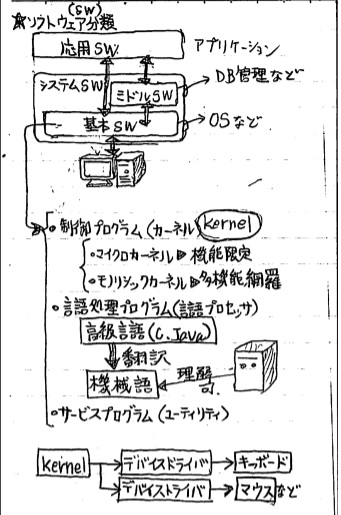 ☆ソフトウェア分類
(SW)
応用SW
アプリケーション
システムSW
ミドルSW
DB管理など
基本SW
OSなど
・制御プログラム(カーネル) kernel
・マイクロカーネル⇨機能限定
・モノリシックカーネル⇨多機能網羅
・言語処理プログラム(言語プロセッサ)
高級言語(C.Java)
翻訳
機械語
理解可.
・サービスプログラム(ユーティリティ)
kernel
デバイスドライバ
キーボード
デバイスドライバ
マウスなど